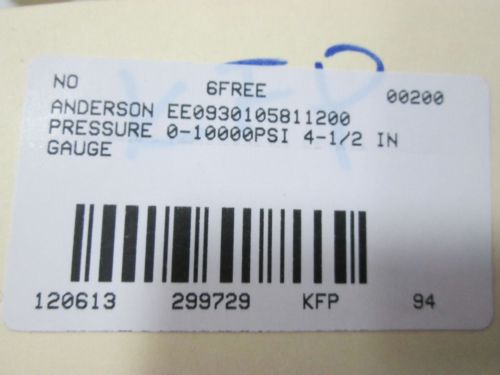 NO 6FREE 00200
ANDERSON EE0930105811200
PRESSURE 0-10000PSI 4-1/2 IN
GAUGE
120613 299729 KFP 94